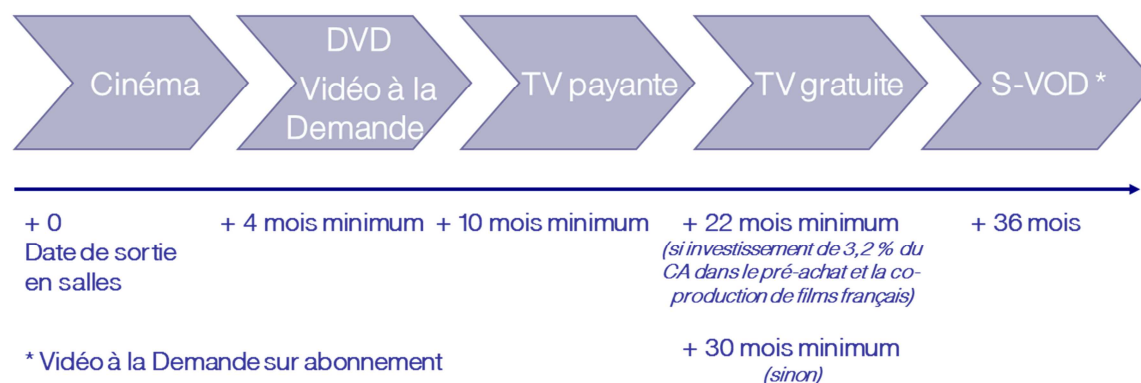 Cinéma
DVD
Vidéo à la
Demande
TV payante
TV gratuite
S-VOD *
+ 0
Date de sortie
en salles
+ 4 mois minimum
+ 10 mois minimum
+ 22 mois minimum
(si investissement de 3,2 % du
CA dans le pré-achat et la co-
production de films français)
+ 30 mois minimum
(sinon)
+ 36 mois
* Vidéo à la Demande sur abonnement